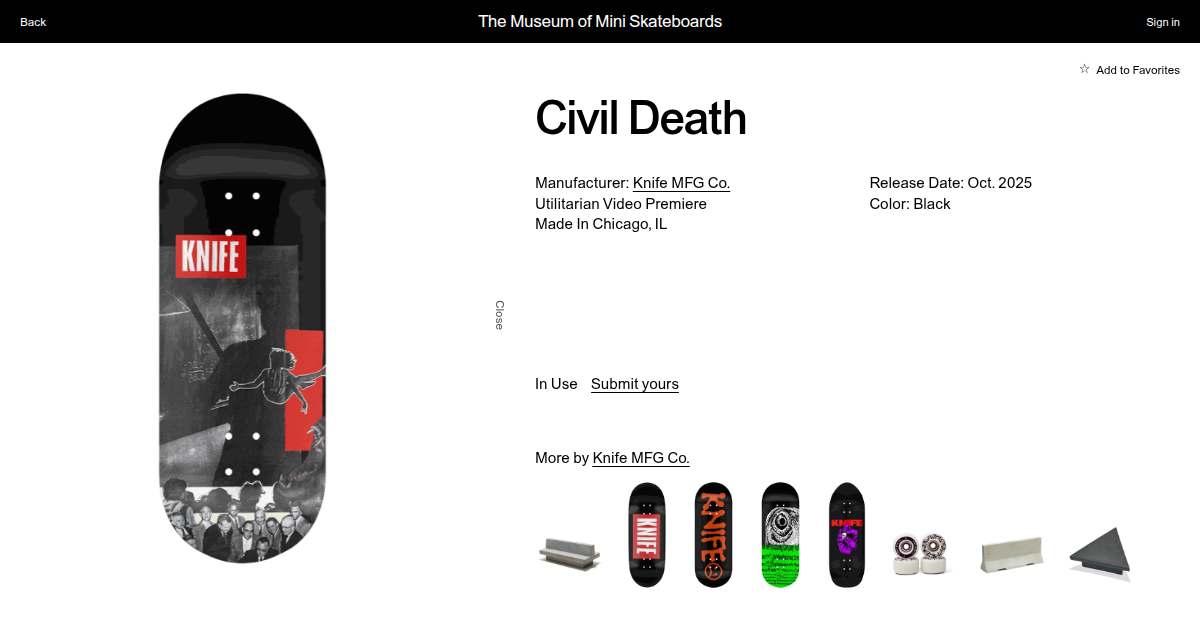 Back
The Museum of Mini Skateboards
Sign in
☆ Add to Favorites
Civil Death
Manufacturer: Knife MFG Co.
Utilitarian Video Premiere
Made In Chicago, IL
Release Date: Oct. 2025
Color: Black
KNIFE
Close
In Use Submit yours
More by Knife MFG Co.
KNIFE
KNIFE
KNIFE